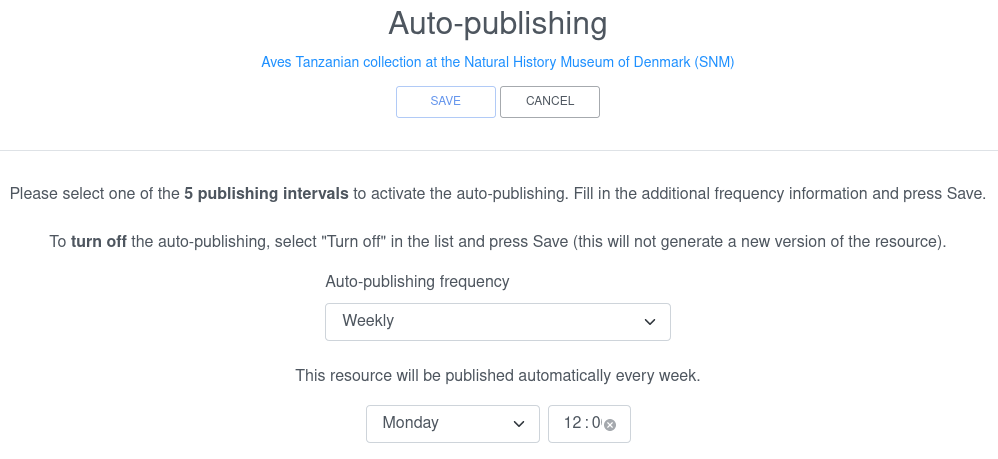 Auto-publishing
Aves Tanzanian collection at the Natural History Museum of Denmark (SNM)
SAVE CANCEL
Please select one of the 5 publishing intervals to activate the auto-publishing. Fill in the additional frequency information and press Save.
To turn off the auto-publishing, select "Turn off" in the list and press Save (this will not generate a new version of the resource).
Auto-publishing frequency
Weekly
This resource will be published automatically every week.
Monday 12:0